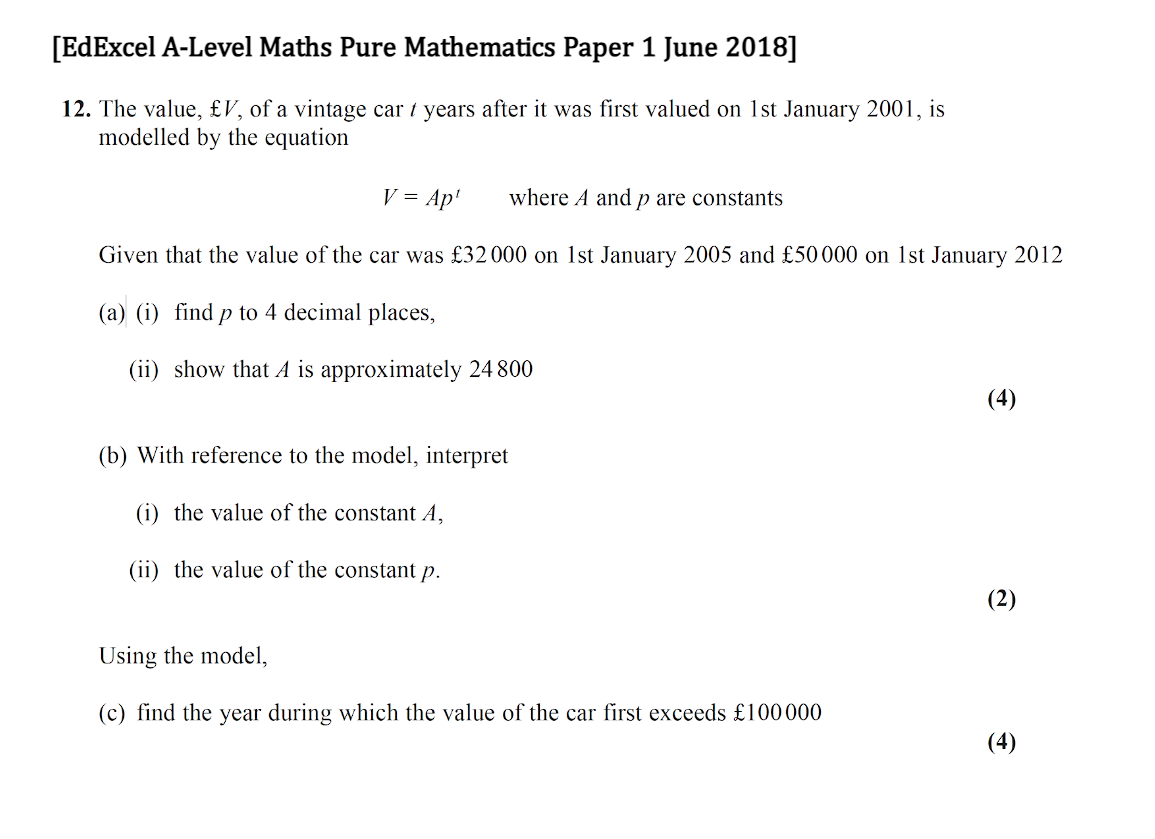 [EdExcel A-Level Maths Pure Mathematics Paper 1 June 2018]
12. The value, £V, of a vintage car t years after it was first valued on 1st January 2001, is
modelled by the equation
V = Apᵗ where A and p are constants
Given that the value of the car was £32 000 on 1st January 2005 and £50 000 on 1st January 2012
(a) (i) find p to 4 decimal places,
(ii) show that A is approximately 24 800
(4)
(b) With reference to the model, interpret
(i) the value of the constant A,
(ii) the value of the constant p.
(2)
Using the model,
(c) find the year during which the value of the car first exceeds £100 000
(4)